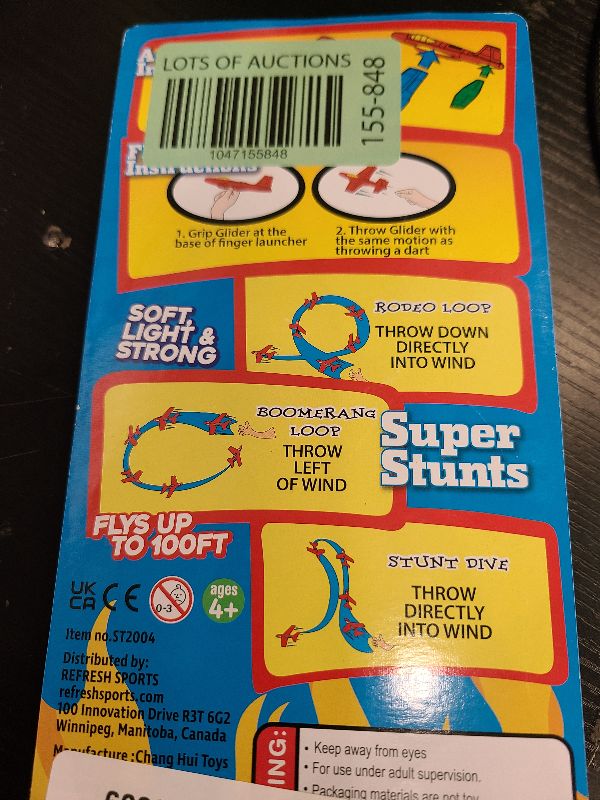 LOTS OF AUCTIONS
1047155848
155-848
Instructions
1. Grip Glider at the
base of finger launcher
2. Throw Glider with
the same motion as
throwing a dart
SOFT,
LIGHT &
STRONG
RODEO LOOP
THROW DOWN
DIRECTLY
INTO WIND
BOOMERANG
LOOP
THROW
LEFT
OF WIND
Super
Stunts
FLYS UP
TO 100FT
STUNT DIVE
THROW
DIRECTLY
INTO WIND
UK
CA CE
0-3
ages
4+
Item no.ST2004
Distributed by:
REFRESH SPORTS
refreshsports.com
100 Innovation Drive R3T 6G2
Winnipeg, Manitoba, Canada
Manufacture :Chang Hui Toys
ING:
• Keep away from eyes
• For use under adult supervision.
• Packaging materials are not toy